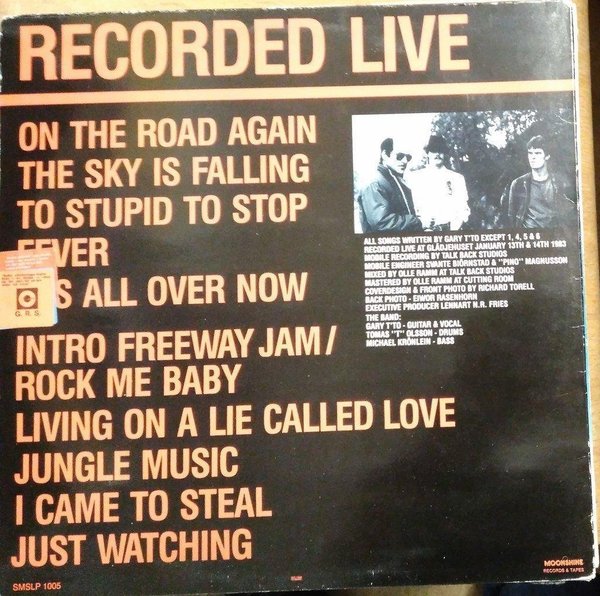 RECORDED LIVE
ON THE ROAD AGAIN
THE SKY IS FALLING
TO STUPID TO STOP
FEVER
S ALL OVER NOW
INTRO FREEWAY JAM/
ROCK ME BABY
LIVING ON A LIE CALLED LOVE
JUNGLE MUSIC
I CAME TO STEAL
JUST WATCHING
G. R. S.
ALL SONGS WRITTEN BY GARY T'TO EXCEPT 1, 4, 5 & 6
RECORDED LIVE AT GLÄDJEHUSET JANUARY 13TH & 14TH 1983
MOBILE RECORDING BY TALK BACK STUDIOS
MOBILE ENGINEER SWANTE BJÖRNSTAD & "PINO" MAGNUSSON
MIXED BY OLLE RAMM AT TALK BACK STUDIOS
MASTERED BY OLLE RAMM AT CUTTING ROOM
COVERDESIGN & FRONT PHOTO BY RICHARD TORELL
BACK PHOTO - EIWOR RASENHORN
EXECUTIVE PRODUCER LENNART H.R. FRIES
THE BAND:
GARY T'TO - GUITAR & VOCAL
TOMAS "T" OLSSON - DRUMS
MICHAEL KRÖNLEIN - BASS
SMSLP 1005
MOONSHINE
RECORDS & TAPES